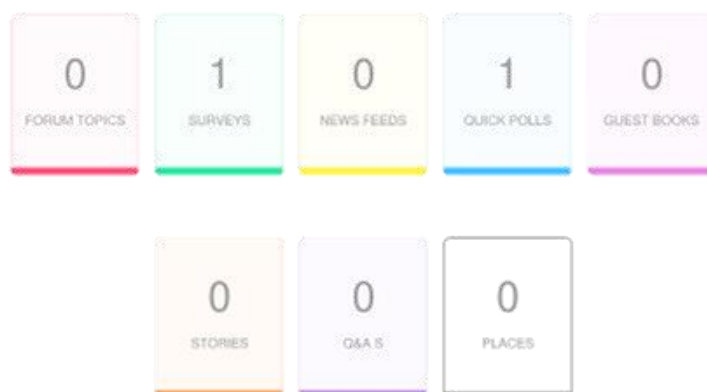 0 1 0 1 0
FORUM TOPICS SURVEYS NEWS FEEDS QUICK POLLS GUEST BOOKS
0 0 0
STORIES Q&A S PLACES